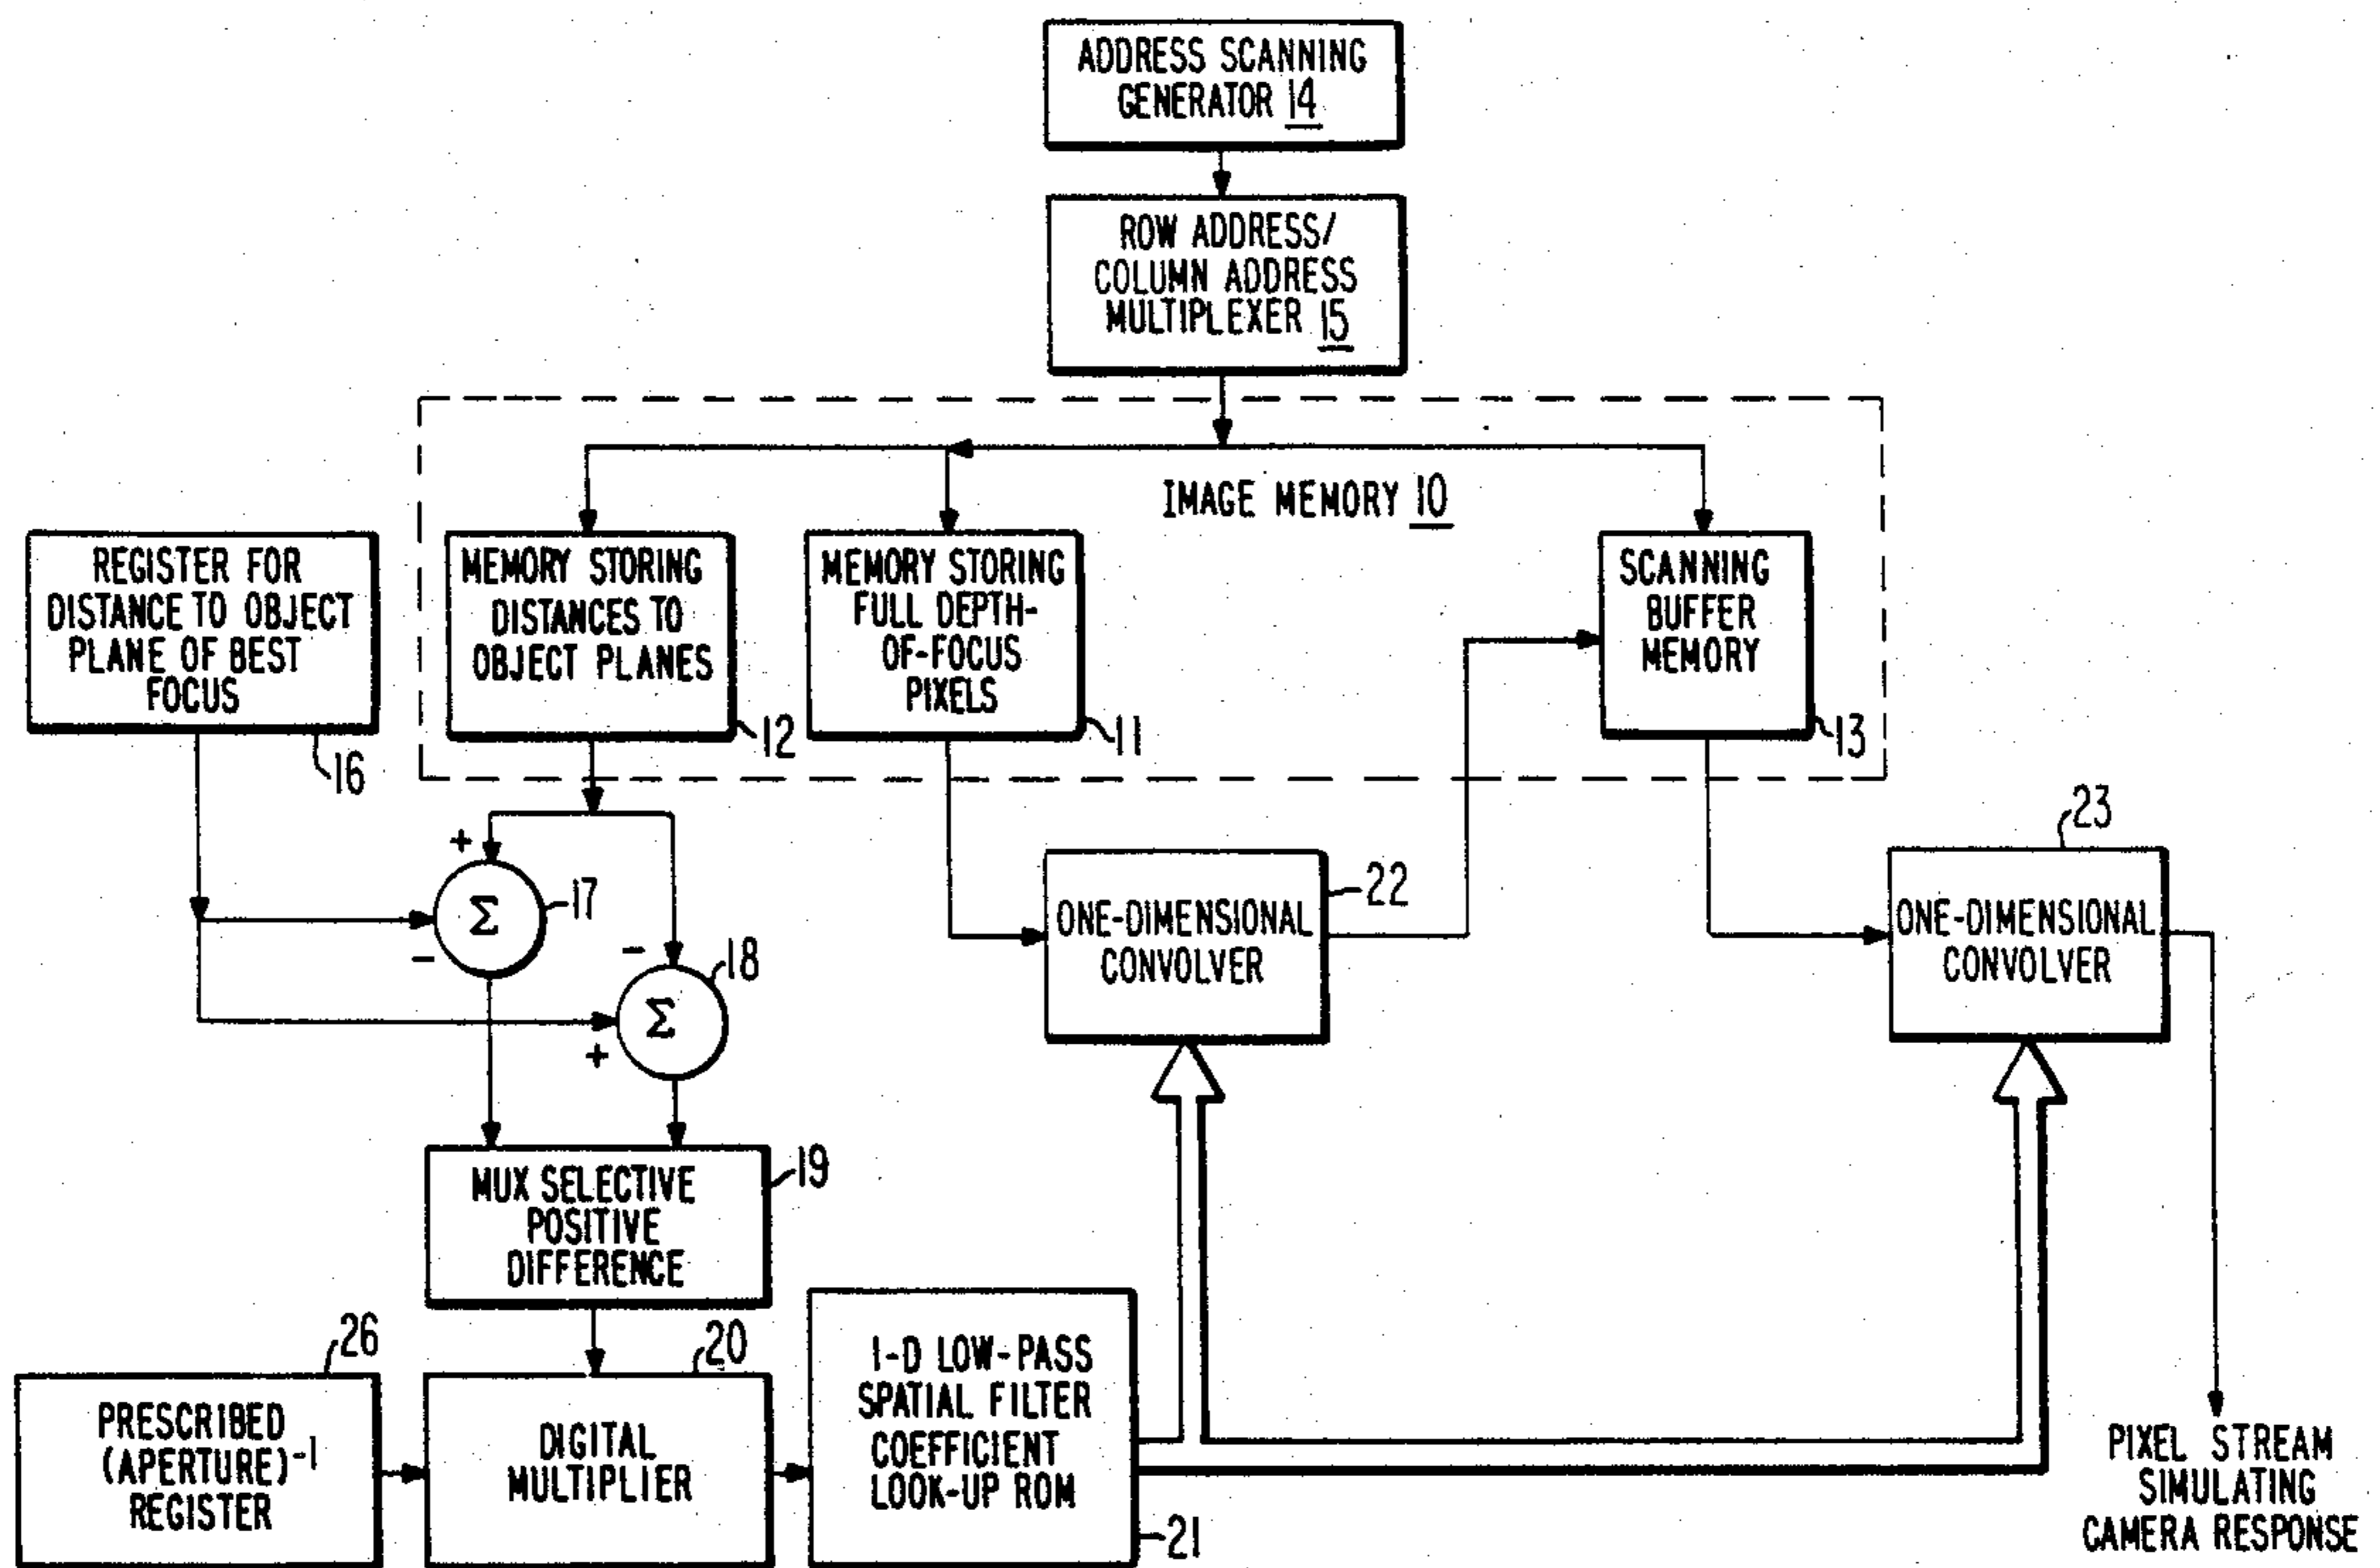 ADDRESS SCANNING
GENERATOR 14
ROW ADDRESS/
COLUMN ADDRESS
MULTIPLEXER 15
IMAGE MEMORY 10
REGISTER FOR
DISTANCE TO OBJECT
PLANE OF BEST
FOCUS
16
MEMORY STORING
DISTANCES TO
OBJECT PLANES
12
MEMORY STORING
FULL DEPTH-
OF-FOCUS
PIXELS
11
SCANNING
BUFFER
MEMORY
13
+
Σ
17
-
-
Σ
18
+
ONE-DIMENSIONAL
CONVOLVER
22
ONE-DIMENSIONAL
CONVOLVER
23
MUX SELECTIVE
POSITIVE
DIFFERENCE
19
PRESCRIBED
(APERTURE)-1
REGISTER
26
DIGITAL
MULTIPLIER
20
1-D LOW-PASS
SPATIAL FILTER
COEFFICIENT
LOOK-UP ROM
21
PIXEL STREAM
SIMULATING
CAMERA RESPONSE